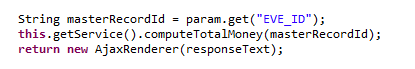 String masterRecordId = param.get("EVE_ID");
this.getService().computeTotalMoney(masterRecordId);
return new AjaxRenderer(responseText);